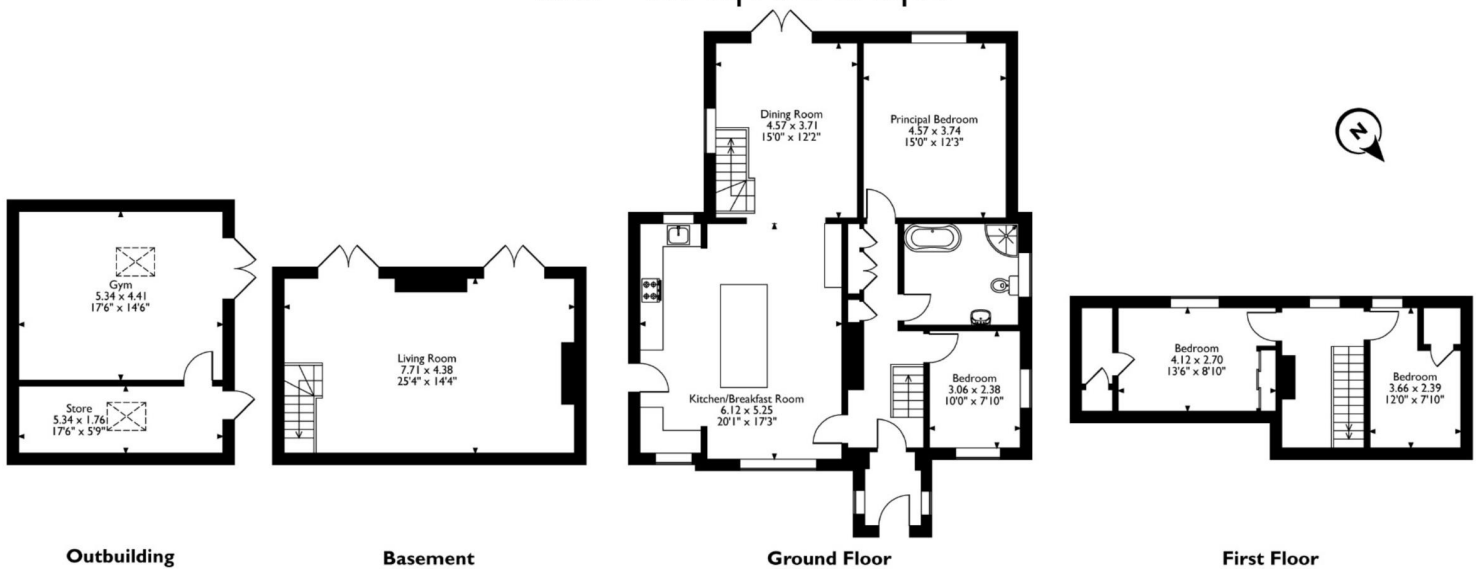 Dining Room
4.57 x 3.71
15'0" x 12'2"
Principal Bedroom
4.57 x 3.74
15'0" x 12'3"
N
Gym
5.34 x 4.41
17'6" x 14'6"
Store
5.34 x 1.76
17'6" x 5'9"
Living Room
7.71 x 4.38
25'4" x 14'4"
Kitchen/Breakfast Room
6.12 x 5.25
20'1" x 17'3"
Bedroom
3.06 x 2.38
10'0" x 7'10"
Bedroom
4.12 x 2.70
13'6" x 8'10"
Bedroom
3.66 x 2.39
12'0" x 7'10"
Outbuilding
Basement
Ground Floor
First Floor